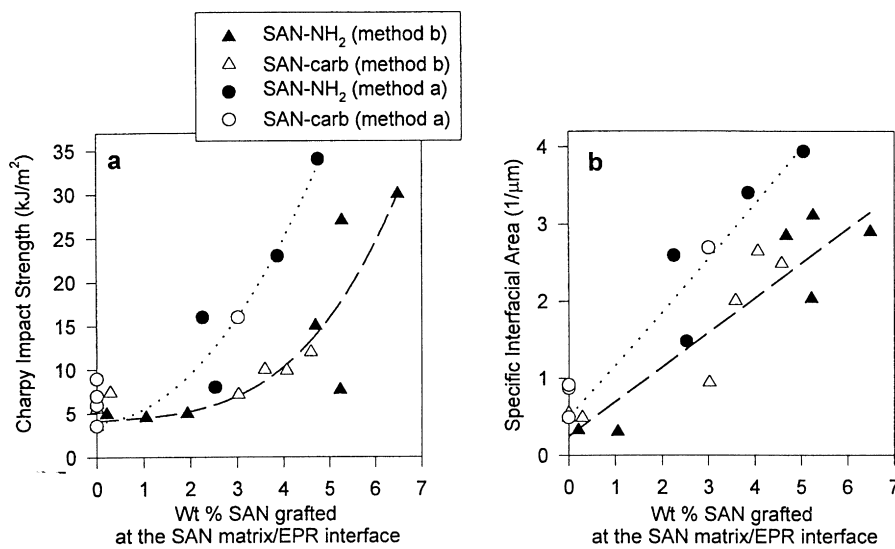 SAN-NH2 (method b)
SAN-carb (method b)
SAN-NH2 (method a)
SAN-carb (method a)
a
Charpy Impact Strength (kJ/m2)
35
30
25
20
15
10
5
0
0 1 2 3 4 5 6 7
Wt % SAN grafted
at the SAN matrix/EPR interface
b
Specific Interfacial Area (1/μm)
4
3
2
1
0
0 1 2 3 4 5 6 7
Wt % SAN grafted
at the SAN matrix/EPR interface